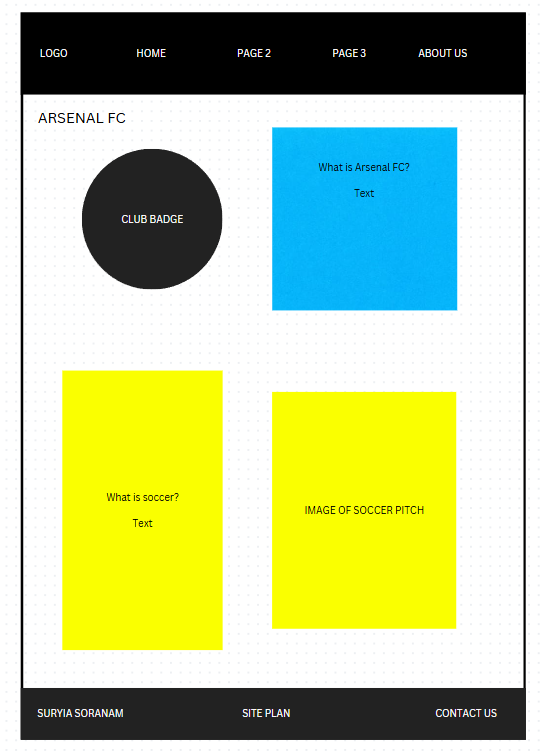 LOGO HOME PAGE 2 PAGE 3 ABOUT US
ARSENAL FC
CLUB BADGE
What is Arsenal FC?
Text
What is soccer?
Text
IMAGE OF SOCCER PITCH
SURYIA SORANAM SITE PLAN CONTACT US